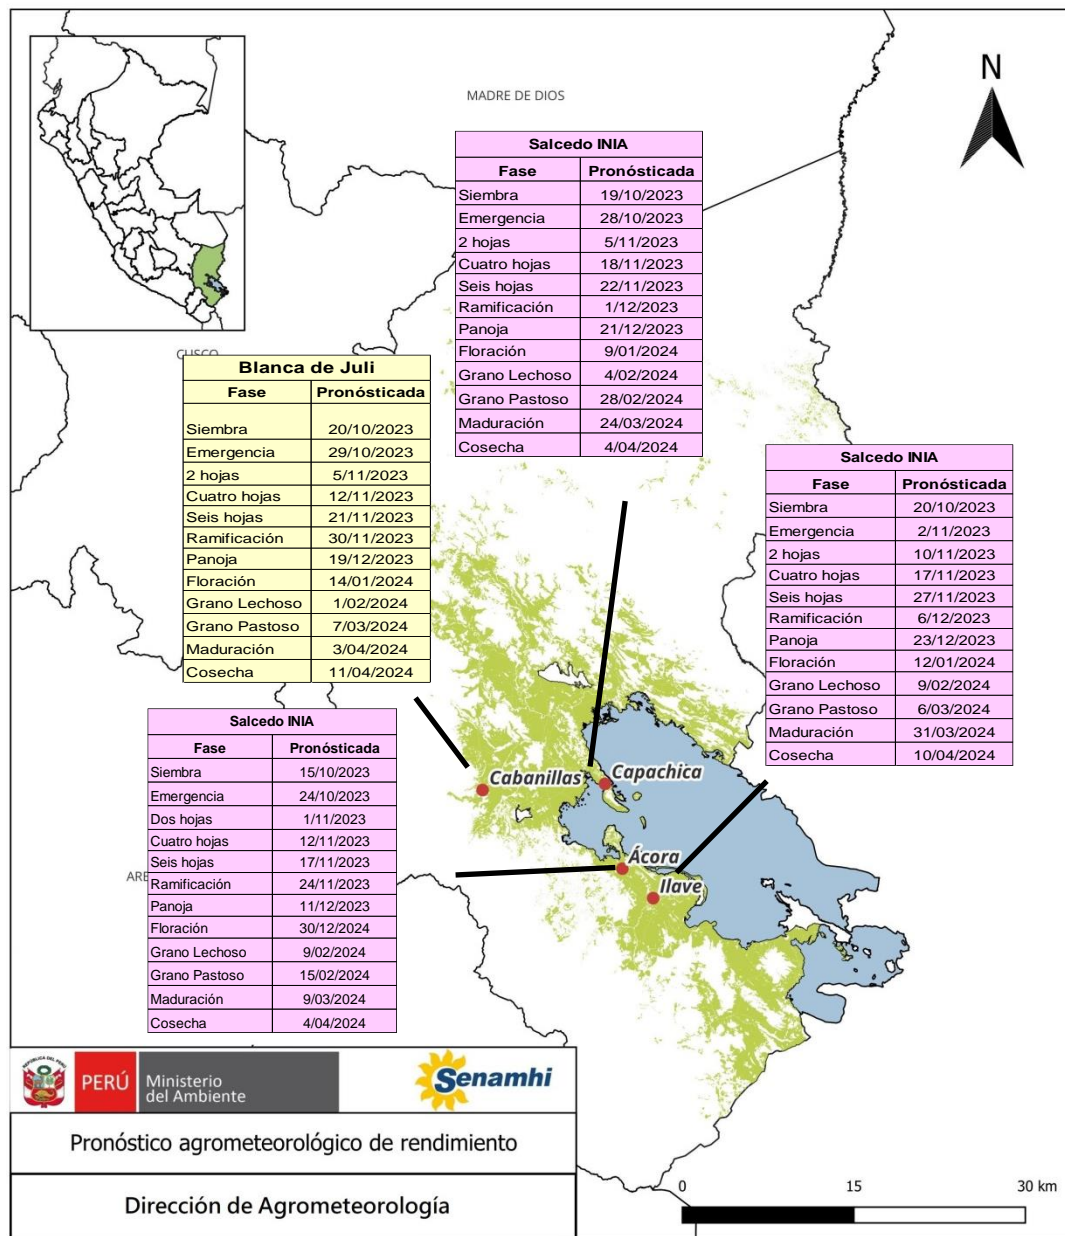 MADRE DE DIOS
N
Salcedo INIA
Fase Pronósticada
Siembra 19/10/2023
Emergencia 28/10/2023
2 hojas 5/11/2023
Cuatro hojas 18/11/2023
Seis hojas 22/11/2023
Ramificación 1/12/2023
Panoja 21/12/2023
Floración 9/01/2024
Grano Lechoso 4/02/2024
Grano Pastoso 28/02/2024
Maduración 24/03/2024
Cosecha 4/04/2024
CUSCO
Blanca de Juli
Fase Pronósticada
Siembra 20/10/2023
Emergencia 29/10/2023
2 hojas 5/11/2023
Cuatro hojas 12/11/2023
Seis hojas 21/11/2023
Ramificación 30/11/2023
Panoja 19/12/2023
Floración 14/01/2024
Grano Lechoso 1/02/2024
Grano Pastoso 7/03/2024
Maduración 3/04/2024
Cosecha 11/04/2024
Salcedo INIA
Fase Pronósticada
Siembra 20/10/2023
Emergencia 2/11/2023
2 hojas 10/11/2023
Cuatro hojas 17/11/2023
Seis hojas 27/11/2023
Ramificación 6/12/2023
Panoja 23/12/2023
Floración 12/01/2024
Grano Lechoso 9/02/2024
Grano Pastoso 6/03/2024
Maduración 31/03/2024
Cosecha 10/04/2024
Salcedo INIA
Fase Pronósticada
Siembra 15/10/2023
Emergencia 24/10/2023
Dos hojas 1/11/2023
Cuatro hojas 12/11/2023
Seis hojas 17/11/2023
Ramificación 24/11/2023
Panoja 11/12/2023
Floración 30/12/2024
Grano Lechoso 9/02/2024
Grano Pastoso 15/02/2024
Maduración 9/03/2024
Cosecha 4/04/2024
Cabanillas
Capachica
Ácora
Ilave
ARE
REPÚBLICA DEL PERÚ
PERÚ
Ministerio
del Ambiente
Senamhi
Pronóstico agrometeorológico de rendimiento
Dirección de Agrometeorología
0 15 30 km